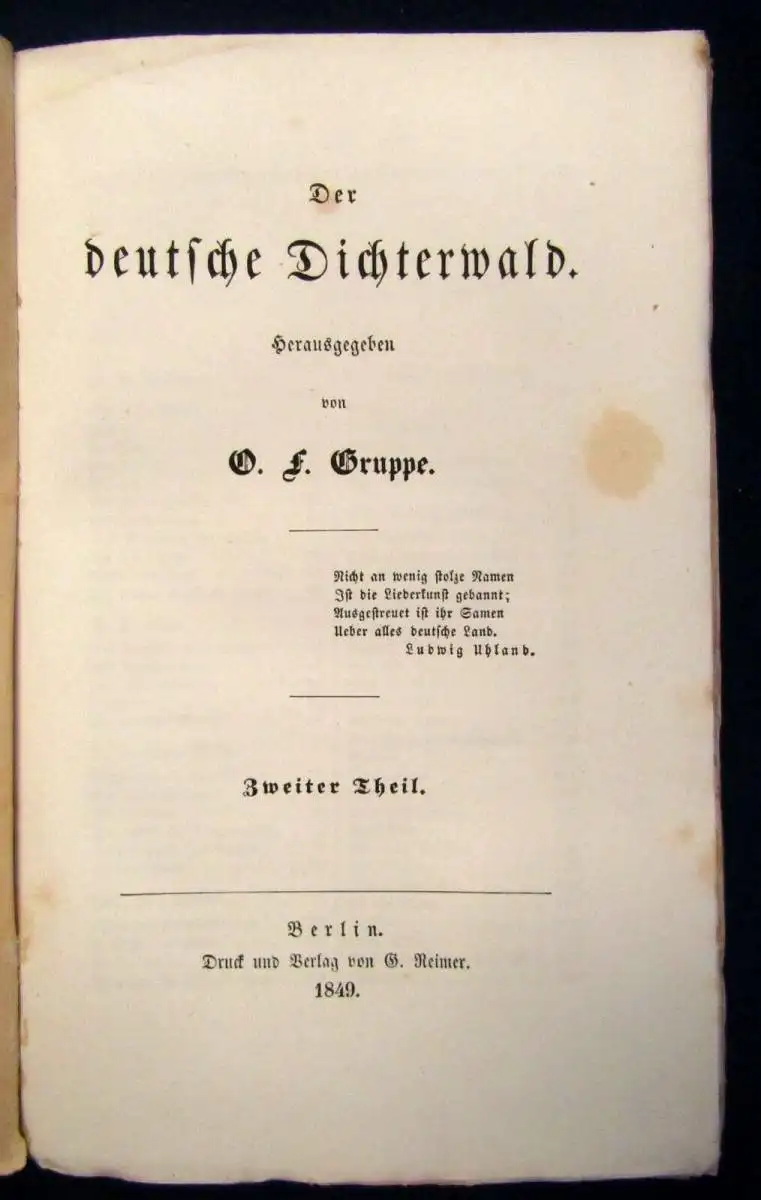 Der
deutsche Dichterwald.
Herausgegeben
von
O. F. Gruppe.
Nicht an wenig stolze Namen
Ist die Liederkunst gebannt;
Ausgestreuet ist ihr Samen
Ueber alles deutsche Land.
Ludwig Uhland.
Zweiter Theil.
Berlin.
Druck und Verlag von G. Reimer.
1849.